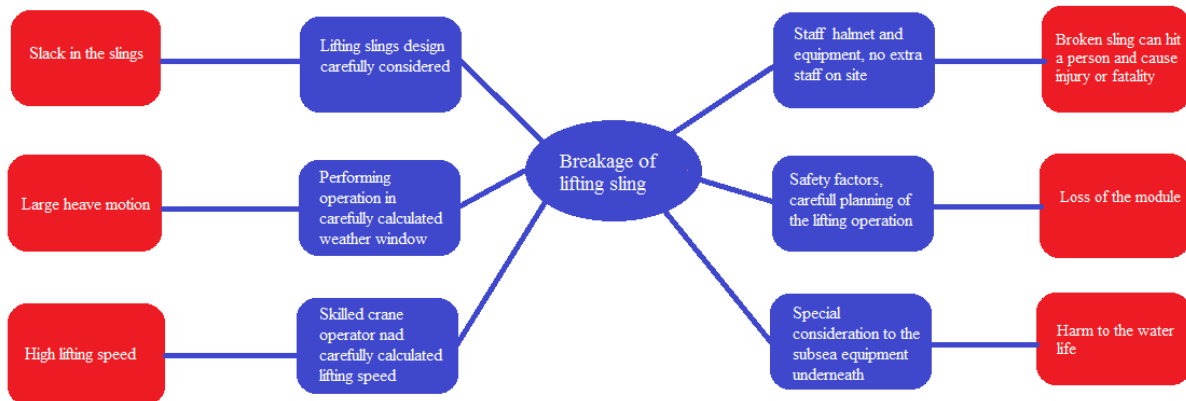 Slack in the slings
Lifting slings design
carefully considered
Large heave motion
Performing
operation in
carefully calculated
weather window
High lifting speed
Skilled crane
operator nad
carefully calculated
lifting speed
Breakage of
lifting sling
Staff halmet and
equipment, no extra
staff on site
Broken sling can hit
a person and cause
injury or fatality
Safety factors,
carefull planning of
the lifting operation
Loss of the module
Special
consideration to the
subsea equipment
underneath
Harm to the water
life